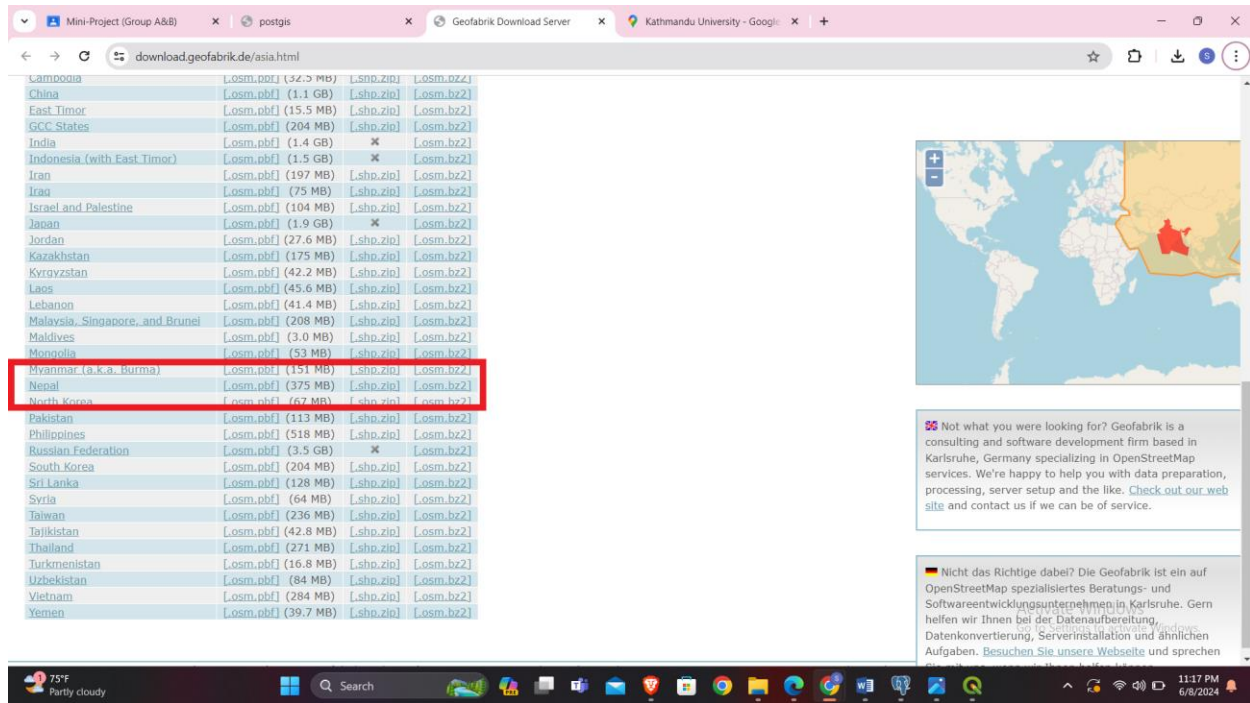 Mini-Project (Group A&B)
postgis
Geofabrik Download Server
Kathmandu University - Google
download.geofabrik.de/asia.html
S
Cambodia [.osm.pbf] (32.5 MB) [.shp.zip] [.osm.bz2]
China [.osm.pbf] (1.1 GB) [.shp.zip] [.osm.bz2]
East Timor [.osm.pbf] (15.5 MB) [.shp.zip] [.osm.bz2]
GCC States [.osm.pbf] (204 MB) [.shp.zip] [.osm.bz2]
India [.osm.pbf] (1.4 GB) ✖ [.osm.bz2]
Indonesia (with East Timor) [.osm.pbf] (1.5 GB) ✖ [.osm.bz2]
Iran [.osm.pbf] (197 MB) [.shp.zip] [.osm.bz2]
Iraq [.osm.pbf] (75 MB) [.shp.zip] [.osm.bz2]
Israel and Palestine [.osm.pbf] (104 MB) [.shp.zip] [.osm.bz2]
Japan [.osm.pbf] (1.9 GB) ✖ [.osm.bz2]
Jordan [.osm.pbf] (27.6 MB) [.shp.zip] [.osm.bz2]
Kazakhstan [.osm.pbf] (175 MB) [.shp.zip] [.osm.bz2]
Kyrgyzstan [.osm.pbf] (42.2 MB) [.shp.zip] [.osm.bz2]
Laos [.osm.pbf] (45.6 MB) [.shp.zip] [.osm.bz2]
Lebanon [.osm.pbf] (41.4 MB) [.shp.zip] [.osm.bz2]
Malaysia, Singapore, and Brunei [.osm.pbf] (208 MB) [.shp.zip] [.osm.bz2]
Maldives [.osm.pbf] (3.0 MB) [.shp.zip] [.osm.bz2]
Mongolia [.osm.pbf] (53 MB) [.shp.zip] [.osm.bz2]
Myanmar (a.k.a. Burma) [.osm.pbf] (151 MB) [.shp.zip] [.osm.bz2]
Nepal [.osm.pbf] (375 MB) [.shp.zip] [.osm.bz2]
North Korea [.osm.pbf] (67 MB) [.shp.zip] [.osm.bz2]
Pakistan [.osm.pbf] (113 MB) [.shp.zip] [.osm.bz2]
Philippines [.osm.pbf] (518 MB) [.shp.zip] [.osm.bz2]
Russian Federation [.osm.pbf] (3.5 GB) ✖ [.osm.bz2]
South Korea [.osm.pbf] (204 MB) [.shp.zip] [.osm.bz2]
Sri Lanka [.osm.pbf] (128 MB) [.shp.zip] [.osm.bz2]
Syria [.osm.pbf] (64 MB) [.shp.zip] [.osm.bz2]
Taiwan [.osm.pbf] (236 MB) [.shp.zip] [.osm.bz2]
Tajikistan [.osm.pbf] (42.8 MB) [.shp.zip] [.osm.bz2]
Thailand [.osm.pbf] (271 MB) [.shp.zip] [.osm.bz2]
Turkmenistan [.osm.pbf] (16.8 MB) [.shp.zip] [.osm.bz2]
Uzbekistan [.osm.pbf] (84 MB) [.shp.zip] [.osm.bz2]
Vietnam [.osm.pbf] (284 MB) [.shp.zip] [.osm.bz2]
Yemen [.osm.pbf] (39.7 MB) [.shp.zip] [.osm.bz2]
Not what you were looking for? Geofabrik is a
consulting and software development firm based in
Karlsruhe, Germany specializing in OpenStreetMap
services. We're happy to help you with data preparation,
processing, server setup and the like. Check out our web
site and contact us if we can be of service.
Nicht das Richtige dabei? Die Geofabrik ist ein auf
OpenStreetMap spezialisiertes Beratungs- und
Softwareentwicklungsunternehmen in Karlsruhe. Gern
helfen wir Ihnen bei der Datenaufbereitung,
Datenkonvertierung, Serverinstallation und ähnlichen
Aufgaben. Besuchen Sie unsere Webseite und sprechen
Activate Windows
Go to Settings to activate Windows.
1
75°F
Partly cloudy
Search
PRE
11:17 PM
6/8/2024